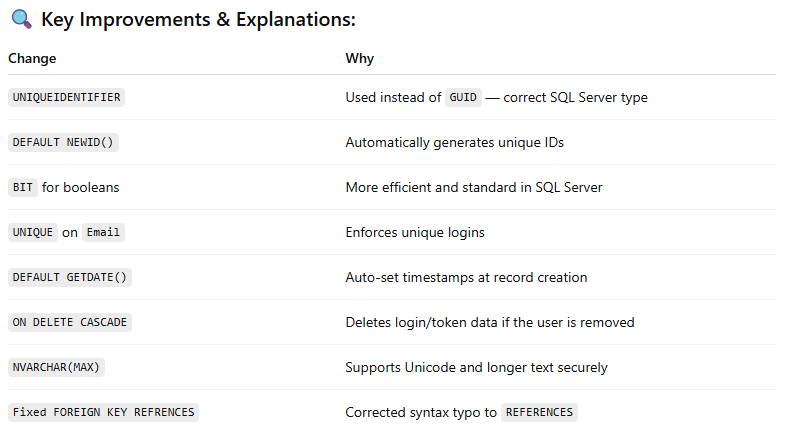 🔍 Key Improvements & Explanations:
Change Why
UNIQUEIDENTIFIER Used instead of GUID — correct SQL Server type
DEFAULT NEWID() Automatically generates unique IDs
BIT for booleans More efficient and standard in SQL Server
UNIQUE on Email Enforces unique logins
DEFAULT GETDATE() Auto-set timestamps at record creation
ON DELETE CASCADE Deletes login/token data if the user is removed
NVARCHAR(MAX) Supports Unicode and longer text securely
Fixed FOREIGN KEY REFRENCES Corrected syntax typo to REFERENCES